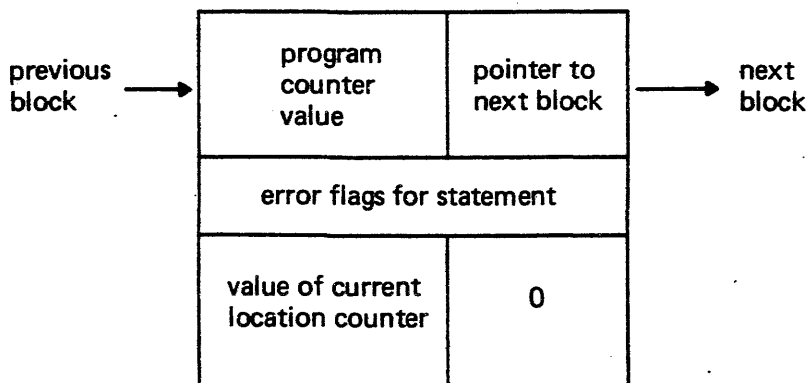 previous
block
program
counter
value
pointer to
next block
next
block
error flags for statement
value of current
location counter
0